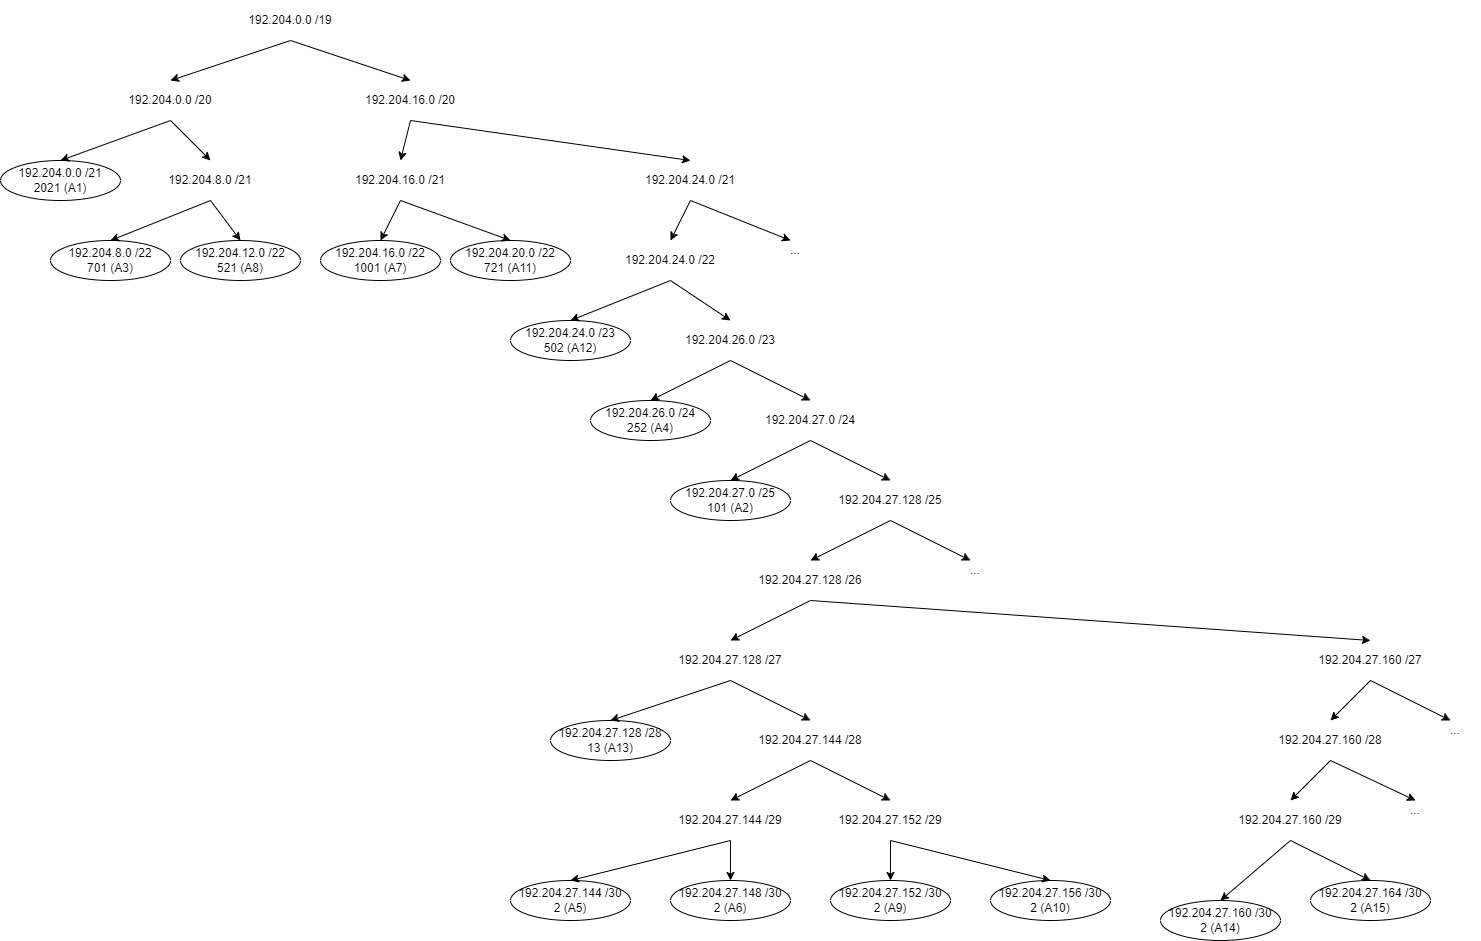 192.204.0.0 /19
192.204.0.0 /20
192.204.16.0 /20
192.204.0.0 /21
2021 (A1)
192.204.8.0 /21
192.204.16.0 /21
192.204.24.0 /21
192.204.8.0 /22
701 (A3)
192.204.12.0 /22
521 (A8)
192.204.16.0 /22
1001 (A7)
192.204.20.0 /22
721 (A11)
192.204.24.0 /22
...
192.204.24.0 /23
502 (A12)
192.204.26.0 /23
192.204.26.0 /24
252 (A4)
192.204.27.0 /24
192.204.27.0 /25
101 (A2)
192.204.27.128 /25
192.204.27.128 /26
...
192.204.27.128 /27
192.204.27.160 /27
192.204.27.128 /28
13 (A13)
192.204.27.144 /28
192.204.27.160 /28
...
192.204.27.144 /29
192.204.27.152 /29
192.204.27.160 /29
...
192.204.27.144 /30
2 (A5)
192.204.27.148 /30
2 (A6)
192.204.27.152 /30
2 (A9)
192.204.27.156 /30
2 (A10)
192.204.27.160 /30
2 (A14)
192.204.27.164 /30
2 (A15)